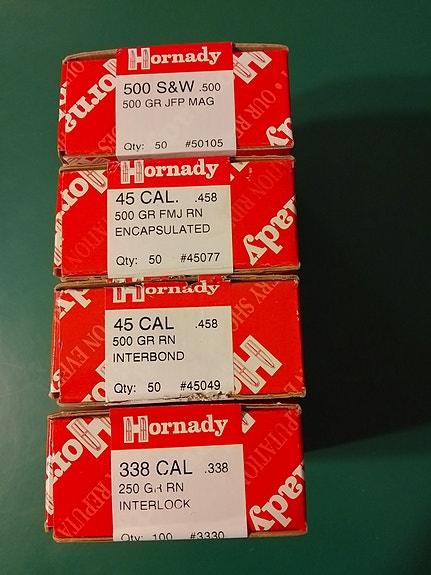 Hornady
500 S&W .500
500 GR JFP MAG
Qty: 50 #50105
Hornady
45 CAL. .458
500 GR FMJ RN
ENCAPSULATED
Qty: 50 #45077
Hornady
45 CAL .458
500 GR RN
INTERBOND
Qty: 50 #45049
Hornady
338 CAL .338
250 GR RN
INTERLOCK
Qty: 100 #3330